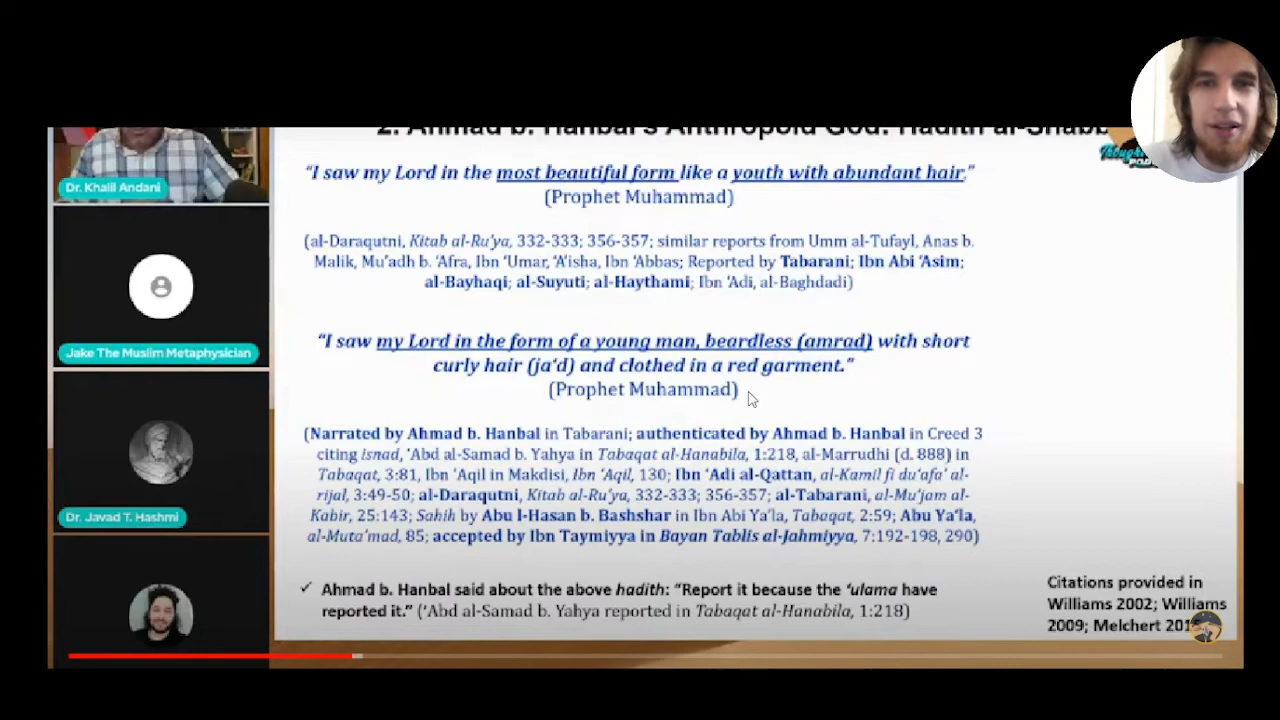 2. Ahmad b. Hanbal's Anthropoid God: Hadith al-Shabb
"I saw my Lord in the most beautiful form like a youth with abundant hair."
(Prophet Muhammad)
(al-Daraqutni, Kitab al-Ru'ya, 332-333; 356-357; similar reports from Umm al-Tufayl, Anas b.
Malik, Mu'adh b. 'Afra, Ibn 'Umar, 'A'isha, Ibn 'Abbas; Reported by Tabarani; Ibn Abi 'Asim;
al-Bayhaqi; al-Suyuti; al-Haythami; Ibn 'Adi, al-Baghdadi)
"I saw my Lord in the form of a young man, beardless (amrad) with short
curly hair (ja'd) and clothed in a red garment."
(Prophet Muhammad)
(Narrated by Ahmad b. Hanbal in Tabarani; authenticated by Ahmad b. Hanbal in Creed 3
citing isnad, 'Abd al-Samad b. Yahya in Tabaqat al-Hanabila, 1:218, al-Marrudhi (d. 888) in
Tabaqat, 3:81, Ibn 'Aqil in Makdisi, Ibn 'Aqil, 130; Ibn 'Adi al-Qattan, al-Kamil fi du'afa' al-
rijal, 3:49-50; al-Daraqutni, Kitab al-Ru'ya, 332-333; 356-357; al-Tabarani, al-Mu'jam al-
Kabir, 25:143; Sahih by Abu l-Hasan b. Bashshar in Ibn Abi Ya'la, Tabaqat, 2:59; Abu Ya'la,
al-Muta'mad, 85; accepted by Ibn Taymiyya in Bayan Tablis al-Jahmiyya, 7:192-198, 290)
✓ Ahmad b. Hanbal said about the above hadith: "Report it because the 'ulama have
reported it." ('Abd al-Samad b. Yahya reported in Tabaqat al-Hanabila, 1:218)
Citations provided in
Williams 2002; Williams
2009; Melchert
Dr. Khalil Andani
Jake The Muslim Metaphysician
Dr. Javad T. Hashmi